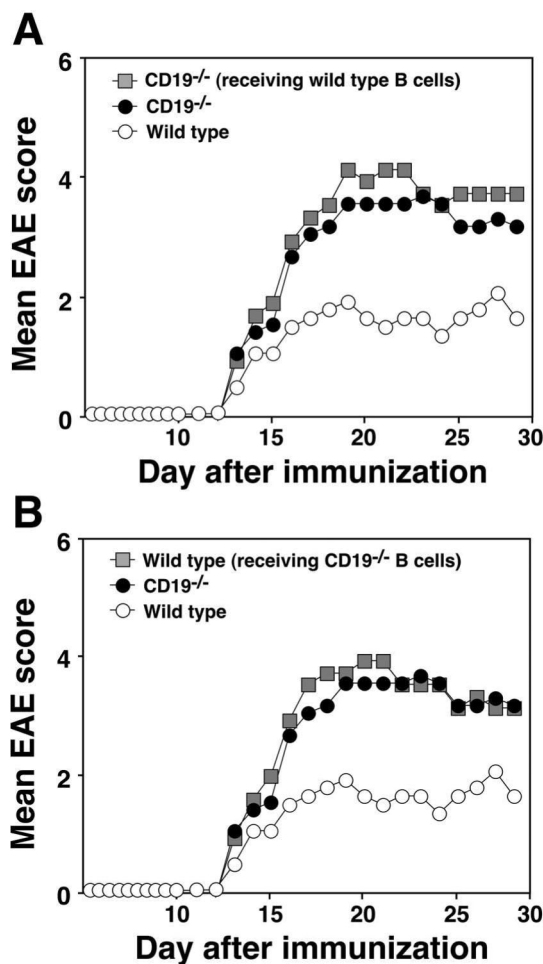 A
6
CD19-/- (receiving wild type B cells)
CD19-/-
Wild type
4
Mean EAE score
2
0
10
15
20
25
30
Day after immunization
B
6
Wild type (receiving CD19-/- B cells)
CD19-/-
Wild type
4
Mean EAE score
2
0
10
15
20
25
30
Day after immunization